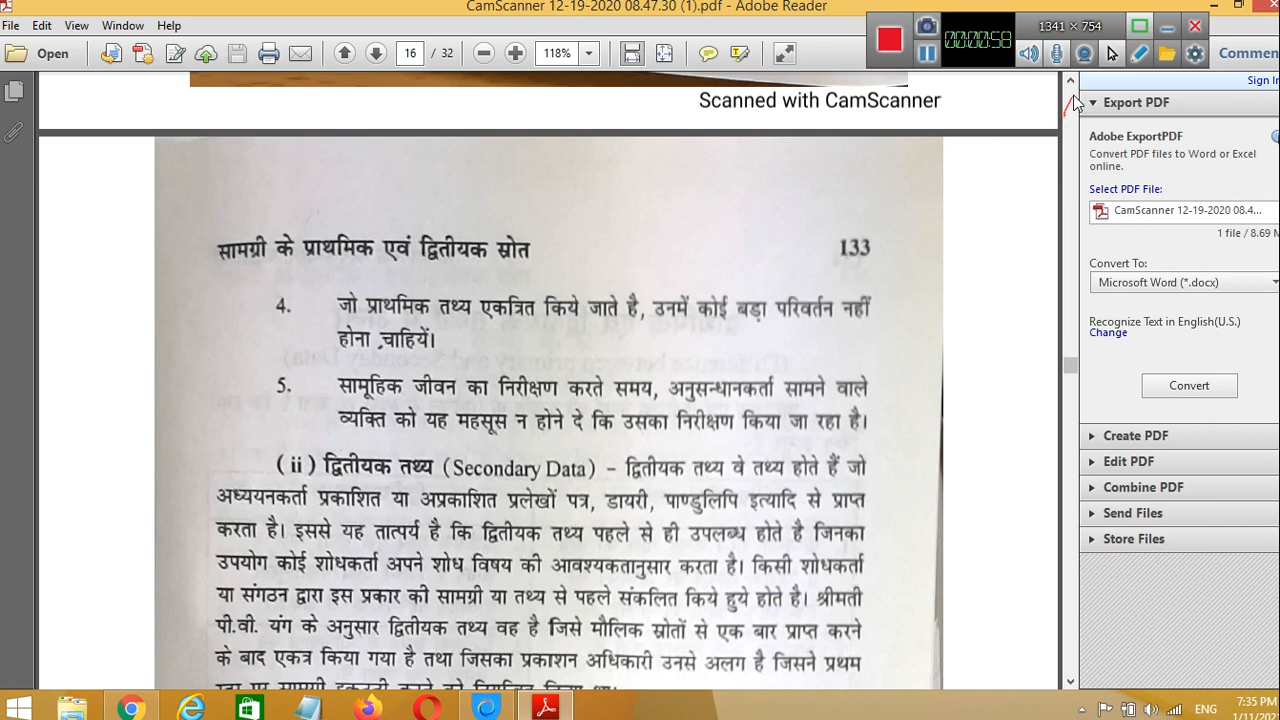 CamScanner 12-19-2020 08.47.30 (1).pdf - Adobe Reader
File Edit View Window Help
1341 × 754
00:00:58
Open 16 / 32 118% Comment
Sign In
Scanned with CamScanner
Export PDF
Adobe ExportPDF
Convert PDF files to Word or Excel
online.
Select PDF File:
CamScanner 12-19-2020 08.4...
1 file / 8.69 M
Convert To:
Microsoft Word (*.docx)
Recognize Text in English(U.S.)
Change
Convert
Create PDF
Edit PDF
Combine PDF
Send Files
Store Files
सामग्री के प्राथमिक एवं द्वितीयक स्रोत 133
4. जो प्राथमिक तथ्य एकत्रित किये जाते है, उनमें कोई बड़ा परिवर्तन नहीं
होना चाहियें।
5. सामूहिक जीवन का निरीक्षण करते समय, अनुसन्धानकर्ता सामने वाले
व्यक्ति को यह महसूस न होने दे कि उसका निरीक्षण किया जा रहा है।
(ii) द्वितीयक तथ्य (Secondary Data) – द्वितीयक तथ्य वे तथ्य होते हैं जो
अध्ययनकर्ता प्रकाशित या अप्रकाशित प्रलेखों पत्र, डायरी, पाण्डुलिपि इत्यादि से प्राप्त
करता है। इससे यह तात्पर्य है कि द्वितीयक तथ्य पहले से ही उपलब्ध होते है जिनका
उपयोग कोई शोधकर्ता अपने शोध विषय की आवश्यकतानुसार करता है। किसी शोधकर्ता
या संगठन द्वारा इस प्रकार की सामग्री या तथ्य से पहले संकलित किये हुये होते है। श्रीमती
पी.वी. यंग के अनुसार द्वितीयक तथ्य वह है जिसे मौलिक स्रोतों से एक बार प्राप्त करने
के बाद एकत्र किया गया है तथा जिसका प्रकाशन अधिकारी उनसे अलग है जिसने प्रथम
ENG
7:35 PM